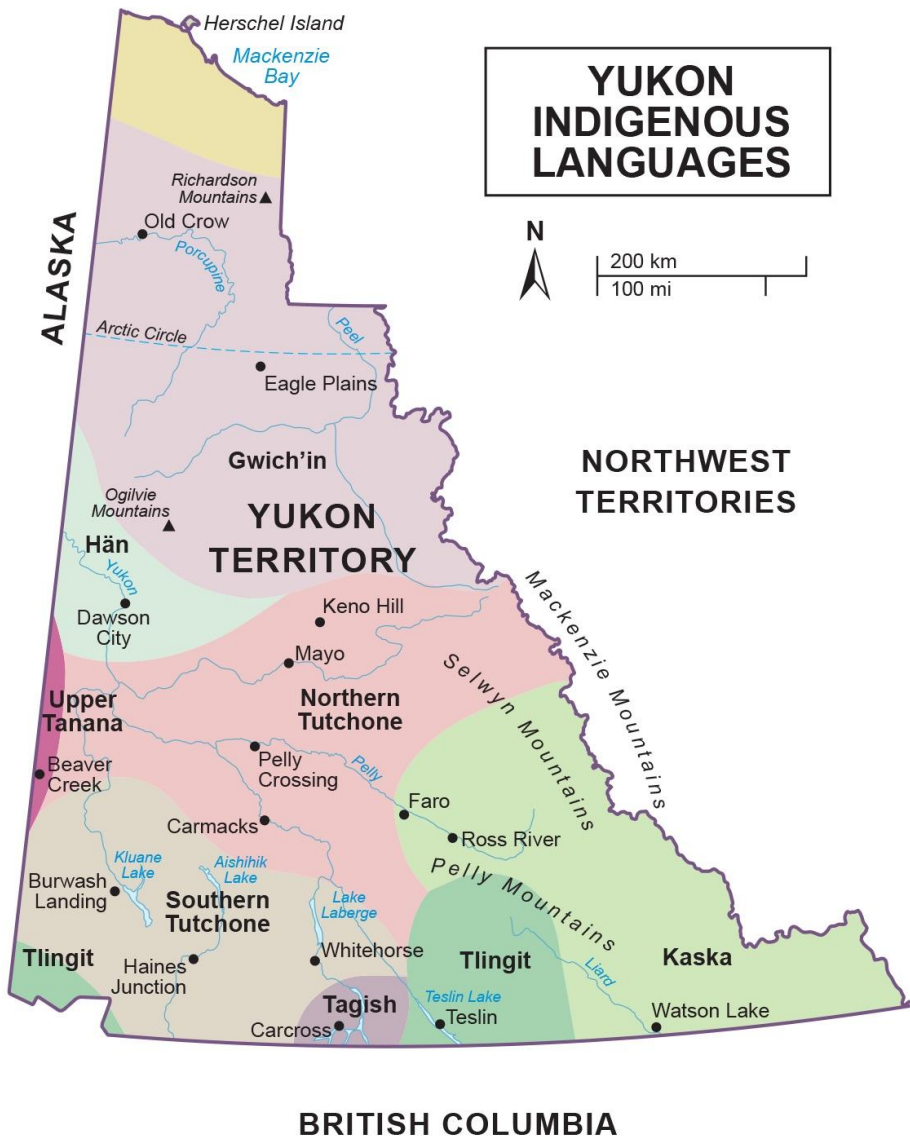 Herschel Island
Mackenzie
Bay
YUKON
INDIGENOUS
LANGUAGES
Richardson
Mountains
Old Crow
Porcupine
ALASKA
N
200 km
100 mi
Arctic Circle
Peel
Eagle Plains
Gwich’in
NORTHWEST
TERRITORIES
Ogilvie
Mountains
YUKON
TERRITORY
Hän
Yukon
Dawson
City
Keno Hill
Mackenzie Mountains
Mayo
Selwyn Mountains
Upper
Tanana
Northern
Tutchone
Beaver
Creek
Pelly
Crossing
Pelly
Faro
Carmacks
Ross River
Pelly Mountains
Kluane
Lake
Aishihik
Lake
Burwash
Landing
Southern
Tutchone
Lake
Laberge
Whitehorse
Tlingit
Haines
Junction
Tlingit
Kaska
Liard
Tagish
Carcross
Teslin Lake
Teslin
Watson Lake
BRITISH COLUMBIA